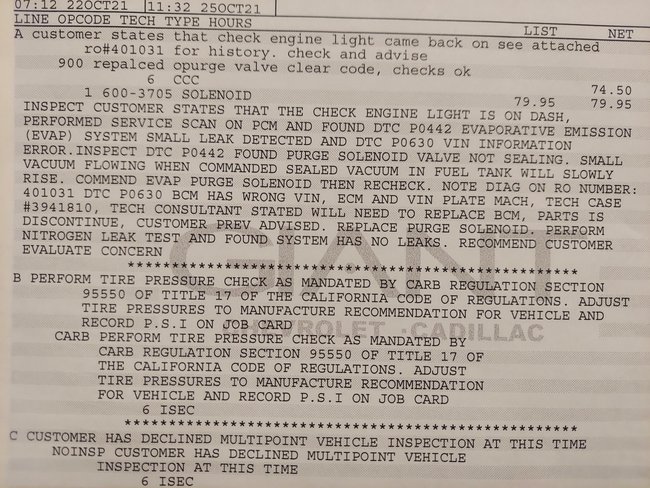 07:12 22OCT21 11:32 25OCT21
LINE OPCODE TECH TYPE HOURS LIST NET
A customer states that check engine light came back on see attached
ro#401031 for history. check and advise
900 repalced opurge valve clear code, checks ok
6 CCC 74.50
1 600-3705 SOLENOID 79.95 79.95
INSPECT CUSTOMER STATES THAT THE CHECK ENGINE LIGHT IS ON DASH,
PERFORMED SERVICE SCAN ON PCM AND FOUND DTC P0442 EVAPORATIVE EMISSION
(EVAP) SYSTEM SMALL LEAK DETECTED AND DTC P0630 VIN INFORMATION
ERROR.INSPECT DTC P0442 FOUND PURGE SOLENOID VALVE NOT SEALING. SMALL
VACUUM FLOWING WHEN COMMANDED SEALED VACUUM IN FUEL TANK WILL SLOWLY
RISE. COMMEND EVAP PURGE SOLENOID THEN RECHECK. NOTE DIAG ON RO NUMBER:
401031 DTC P0630 BCM HAS WRONG VIN, ECM AND VIN PLATE MACH, TECH CASE
#3941810, TECH CONSULTANT STATED WILL NEED TO REPLACE BCM, PARTS IS
DISCONTINUE, CUSTOMER PREV ADVISED. REPLACE PURGE SOLENOID. PERFORM
NITROGEN LEAK TEST AND FOUND SYSTEM HAS NO LEAKS. RECOMMEND CUSTOMER
EVALUATE CONCERN
GIANT
****************************************************
B PERFORM TIRE PRESSURE CHECK AS MANDATED BY CARB REGULATION SECTION
95550 OF TITLE 17 OF THE CALIFORNIA CODE OF REGULATIONS. ADJUST
TIRE PRESSURES TO MANUFACTURE RECOMMENDATION FOR VEHICLE AND
RECORD P.S.I ON JOB CARD
CHEVROLET · CADILLAC
CARB PERFORM TIRE PRESSURE CHECK AS MANDATED BY
CARB REGULATION SECTION 95550 OF TITLE 17 OF
THE CALIFORNIA CODE OF REGULATIONS. ADJUST
TIRE PRESSURES TO MANUFACTURE RECOMMENDATION
FOR VEHICLE AND RECORD P.S.I ON JOB CARD
6 ISEC
****************************************************
C CUSTOMER HAS DECLINED MULTIPOINT VEHICLE INSPECTION AT THIS TIME
NOINSP CUSTOMER HAS DECLINED MULTIPOINT VEHICLE
INSPECTION AT THIS TIME
6 ISEC